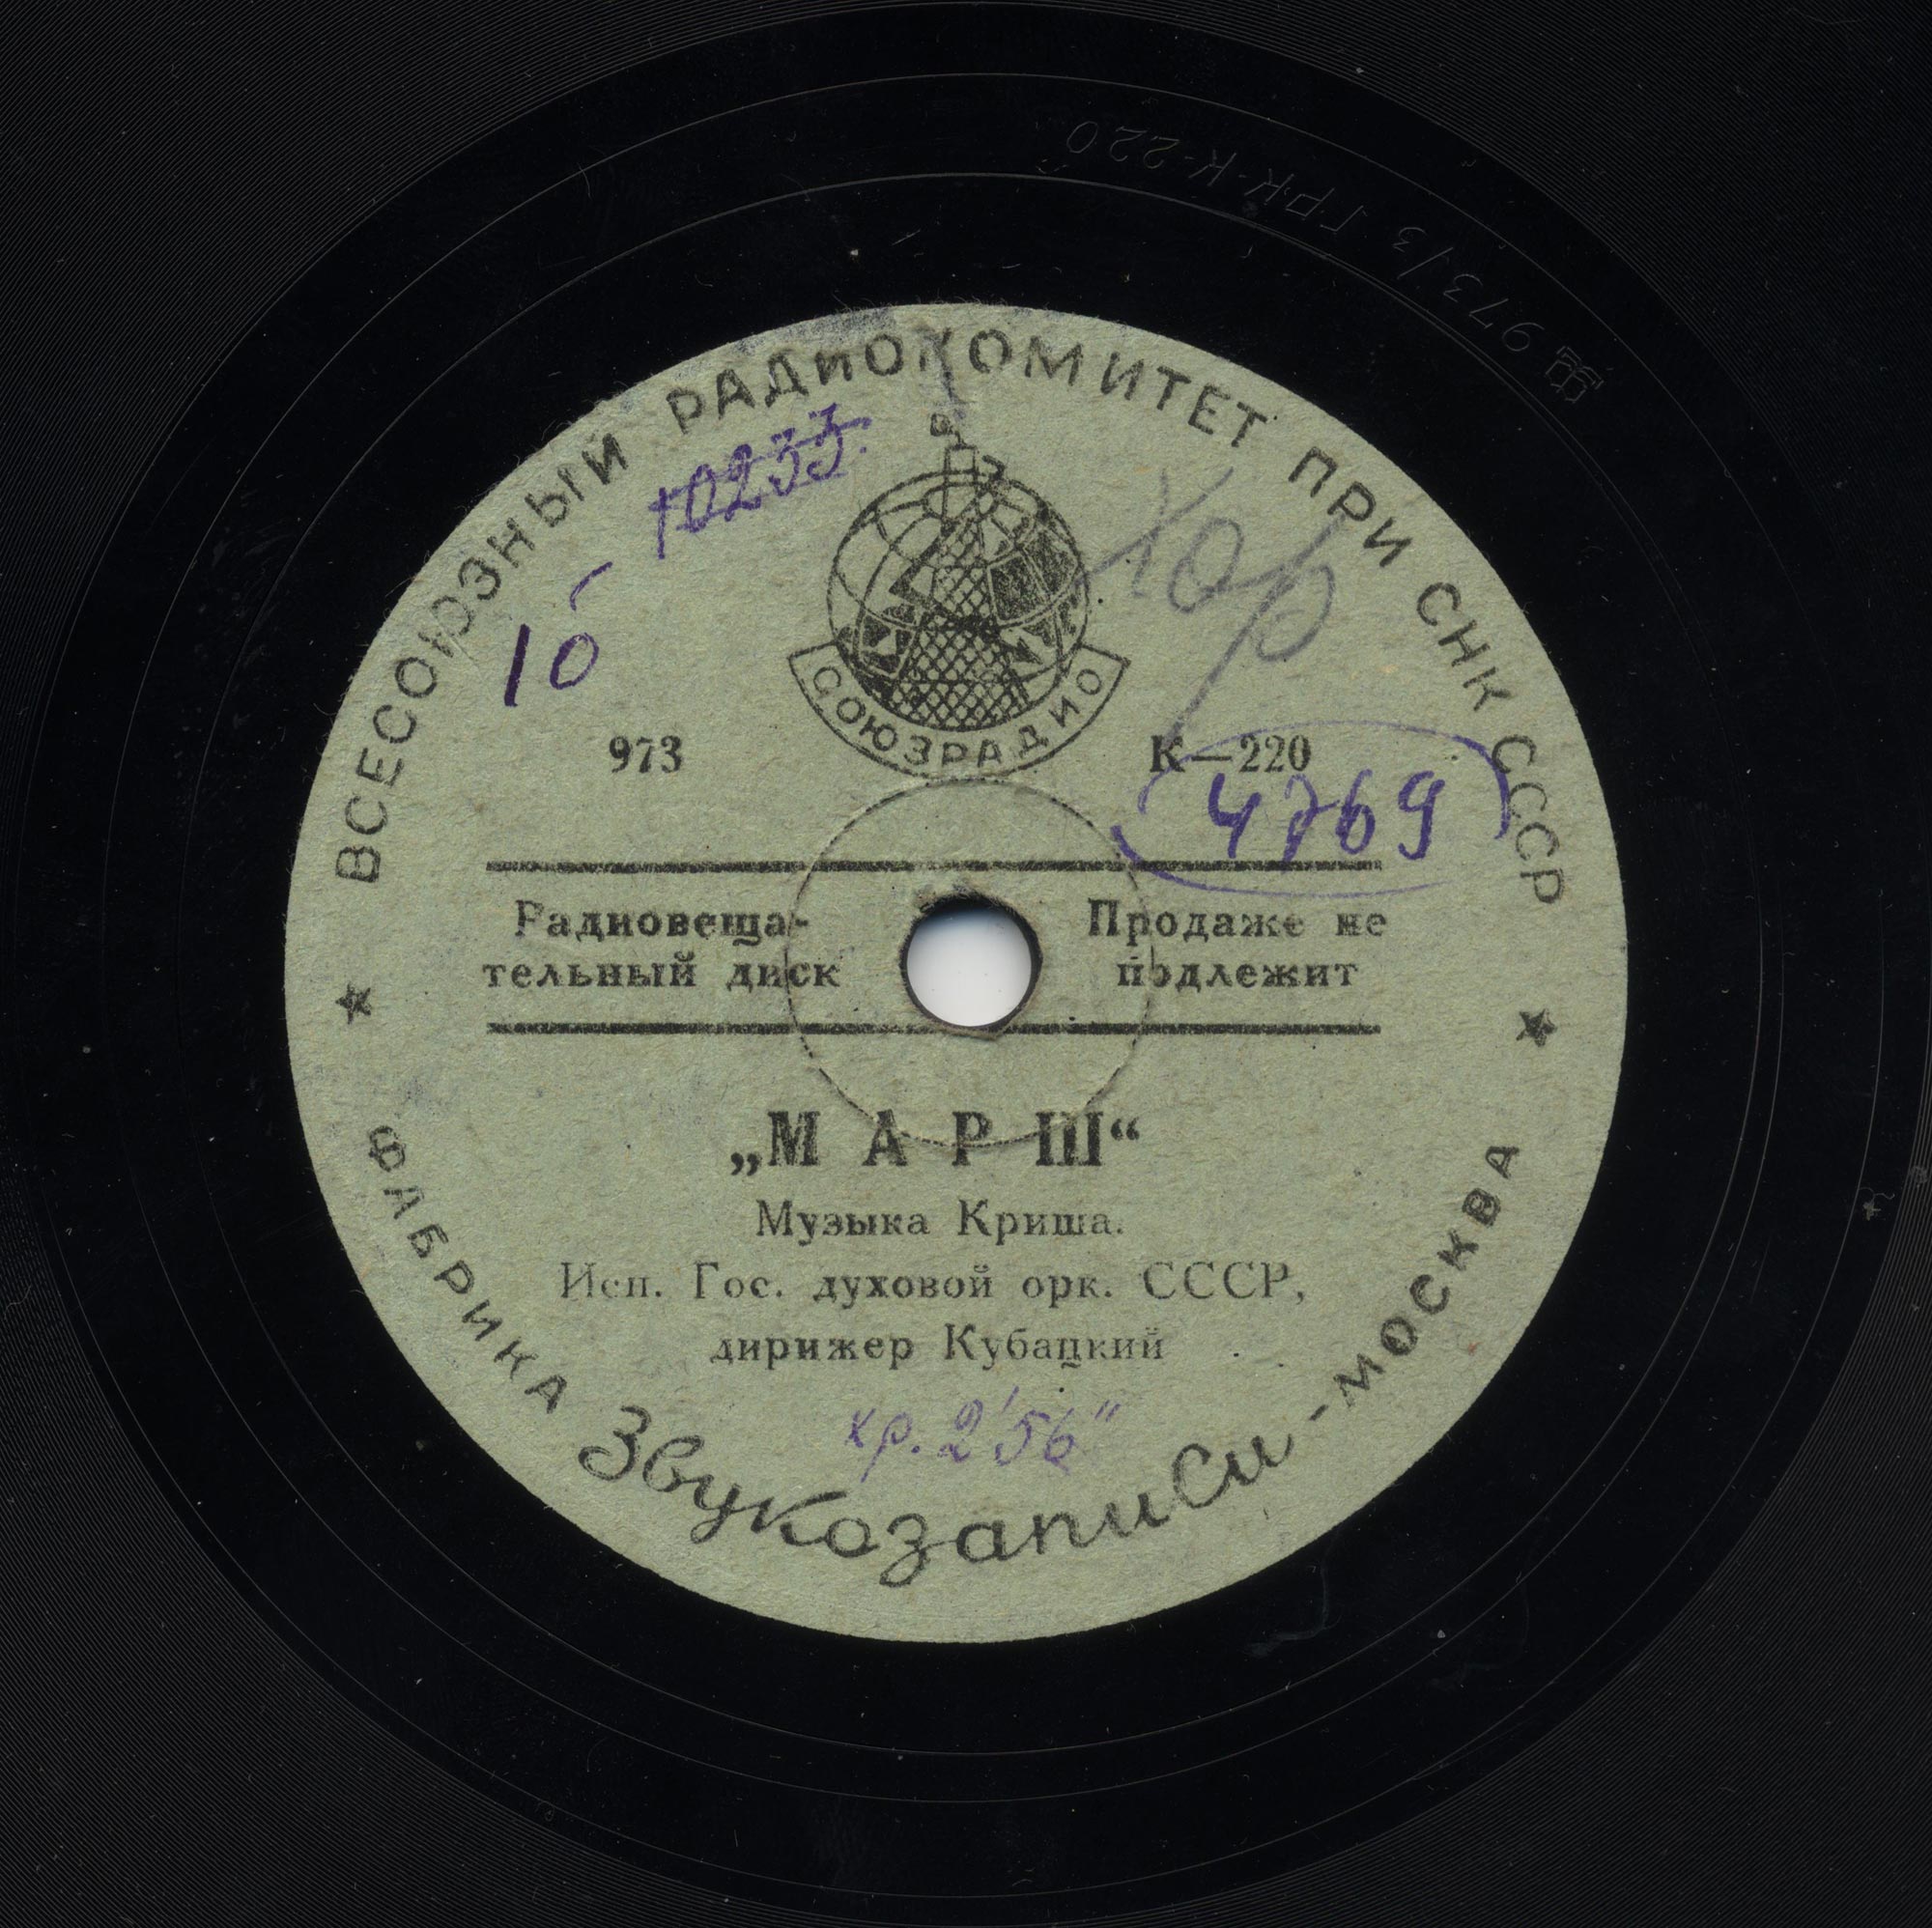 ВСЕСОЮЗНЫЙ РАДиОКОМИТЕТ ПРИ СНК СССР
10233.
10
Хор
СОЮЗРАДИО
973
К—220
4769
Радиовеща-
тельный диск
Продаже не
подлежит
„МАРШ“
Музыка Криша.
Исп. Гос. духовой орк. СССР,
дирижер Кубацкий
хр. 2'56"
ФАБРИКА Звукозаписи - МОСКВА
973/3 ГРК-К-220